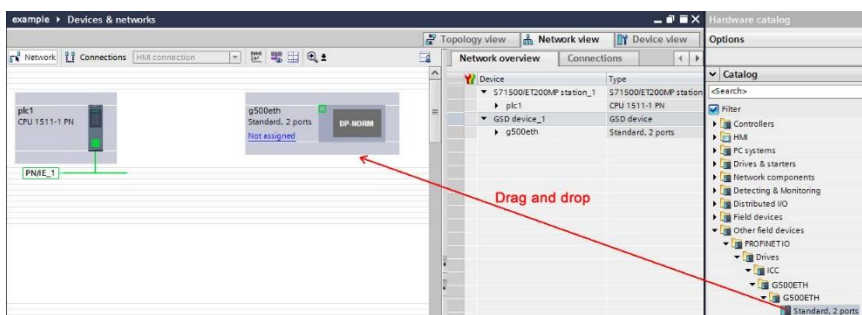 example ▸ Devices & networks
Topology view Network view Device view
Network Connections HMI connection
plc1
CPU 1511-1 PN
g500eth
Standard, 2 ports
Not assigned
DP-NORM
PN/IE_1
Network overview Connections
Device Type
S71500/ET200MP station_1 S71500/ET200MP station
plc1 CPU 1511-1 PN
GSD device_1 GSD device
g500eth Standard, 2 ports
Drag and drop
Hardware catalog
Options
Catalog
<Search>
Filter
Controllers
HMI
PC systems
Drives & starters
Network components
Detecting & Monitoring
Distributed I/O
Field devices
Other field devices
PROFINET IO
Drives
ICC
G500ETH
G500ETH
Standard, 2 ports